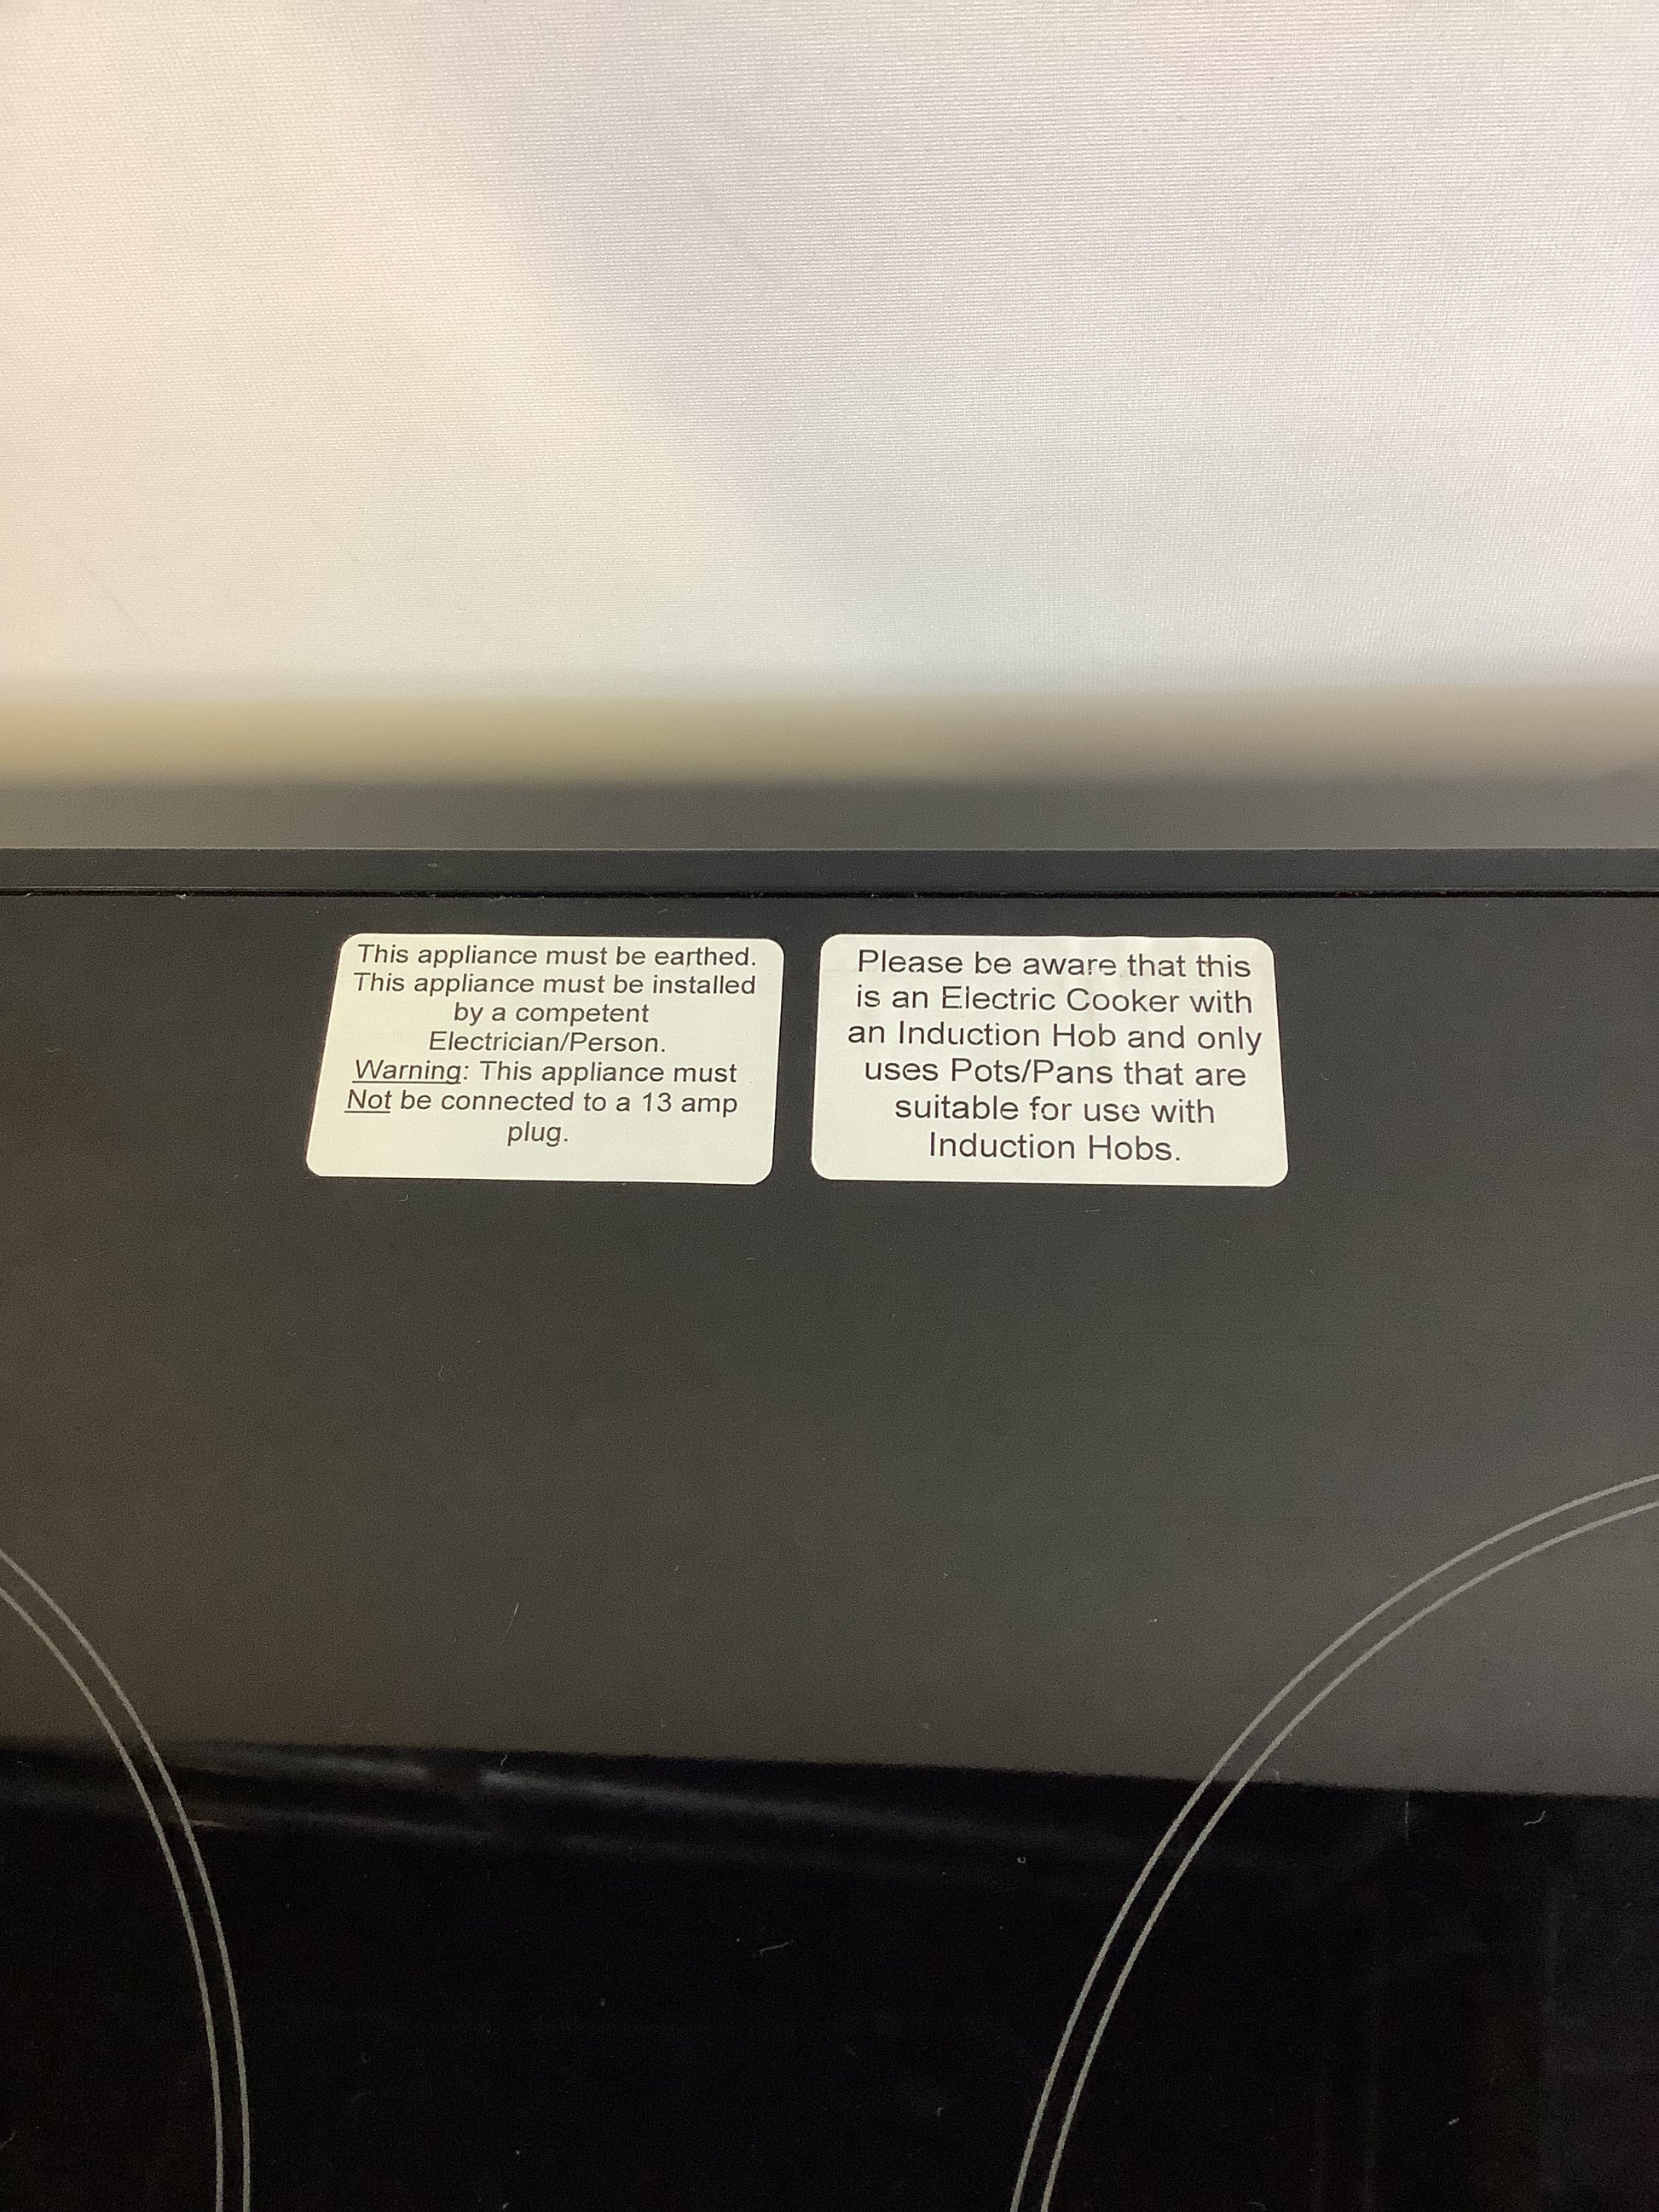 This appliance must be earthed.
This appliance must be installed
by a competent
Electrician/Person.
Warning: This appliance must
Not be connected to a 13 amp
plug.
Please be aware that this
is an Electric Cooker with
an Induction Hob and only
uses Pots/Pans that are
suitable for use with
Induction Hobs.